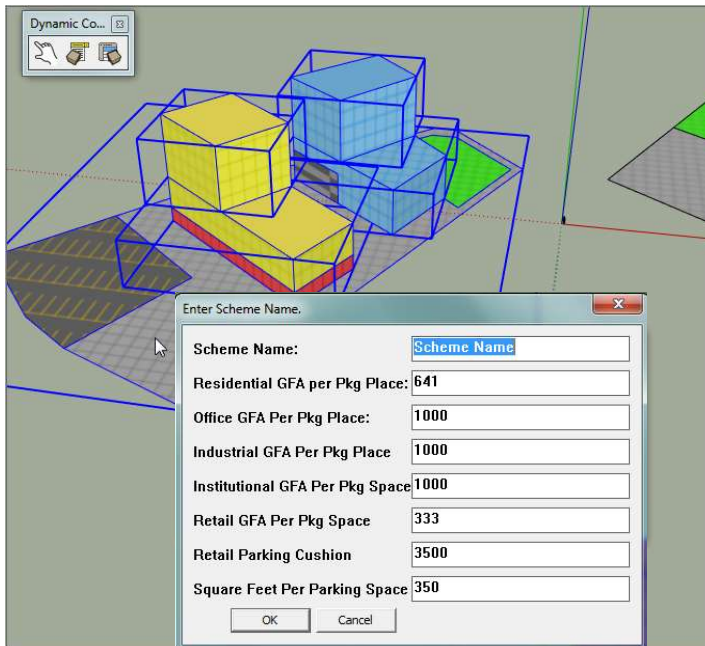 Dynamic Co...
Enter Scheme Name.
Scheme Name: Scheme Name
Residential GFA per Pkg Place: 641
Office GFA Per Pkg Place: 1000
Industrial GFA Per Pkg Place 1000
Institutional GFA Per Pkg Space 1000
Retail GFA Per Pkg Space 333
Retail Parking Cushion 3500
Square Feet Per Parking Space 350
OK Cancel